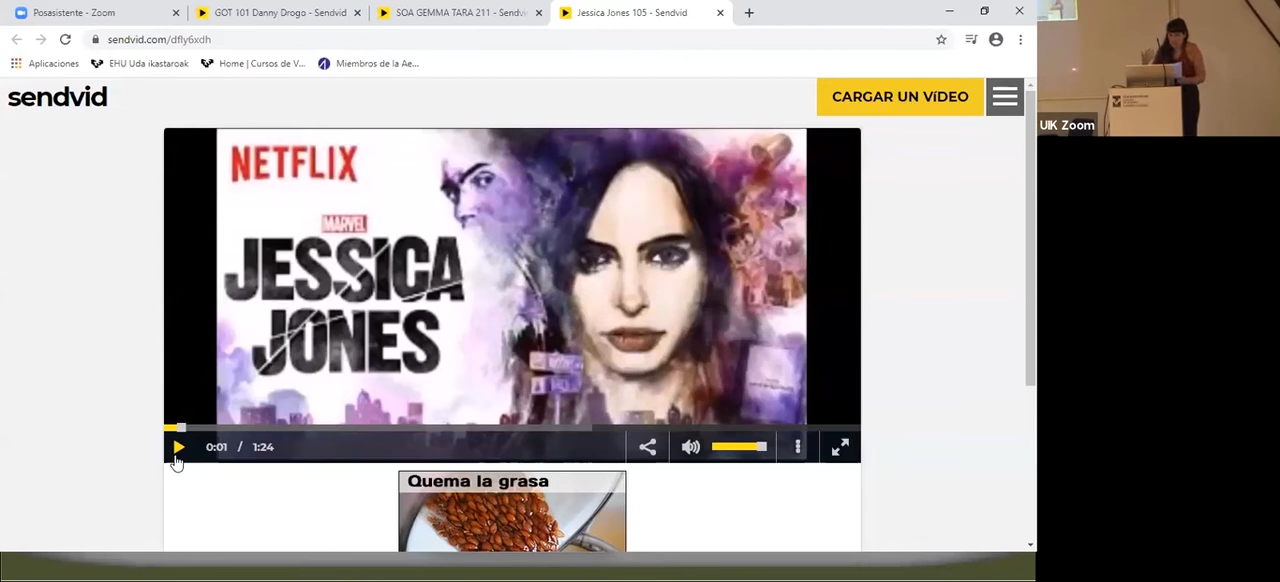 Posasistente - Zoom
GOT 101 Danny Drogo - Sendvid
SOA GEMMA TARA 211 - Sendvi
Jessica Jones 105 - Sendvid
sendvid.com/dfly6xdh
Aplicaciones
EHU Uda ikastaroak
Home | Cursos de V...
Miembros de la Ae...
sendvid
CARGAR UN VíDEO
UIK Zoom
NETFLIX
MARVEL
JESSICA
JONES
0:01 / 1:24
Quema la grasa